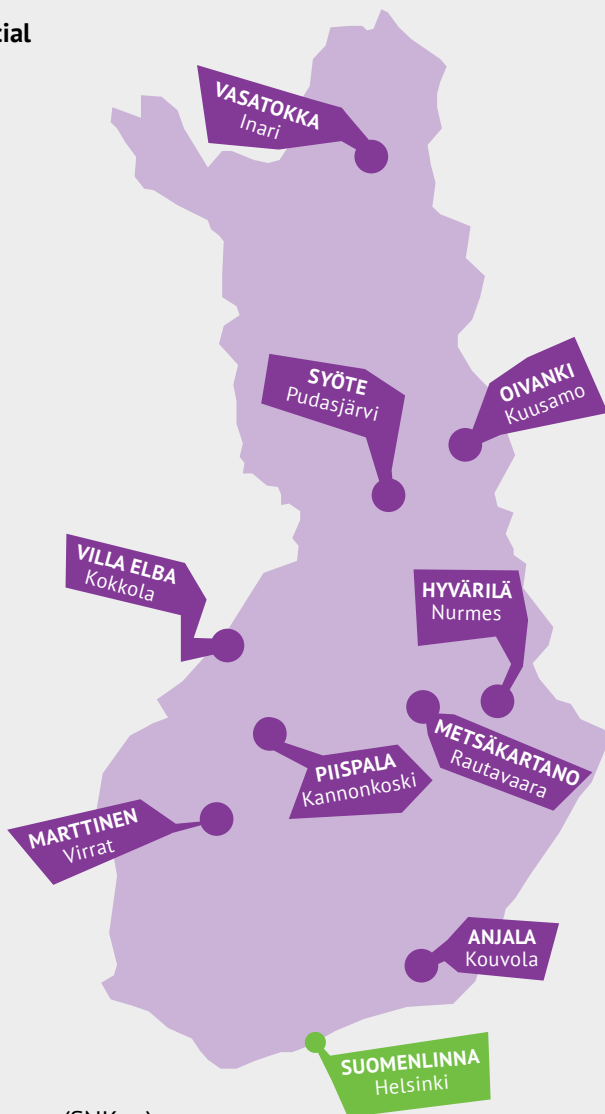 cial
VASATOKKA
Inari
SYÖTE
Pudasjärvi
OIVANKI
Kuusamo
VILLA ELBA
Kokkola
HYVÄRILÄ
Nurmes
METSÄKARTANO
Rautavaara
PIISPALA
Kannonkoski
MARTTINEN
Virrat
ANJALA
Kouvola
SUOMENLINNA
Helsinki